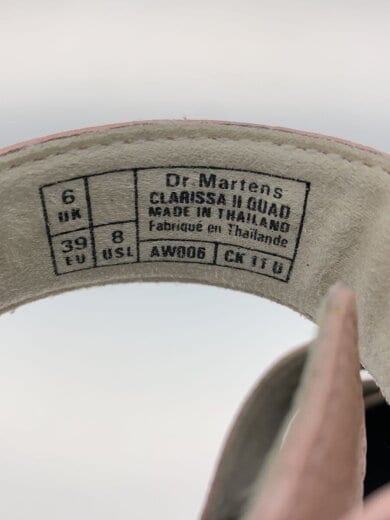 6
UK
39
EU
8
USL
Dr Martens
CLARISSA II QUAD
MADE IN THAILAND
Fabriqué en Thaïlande
AW006
CK 1T U